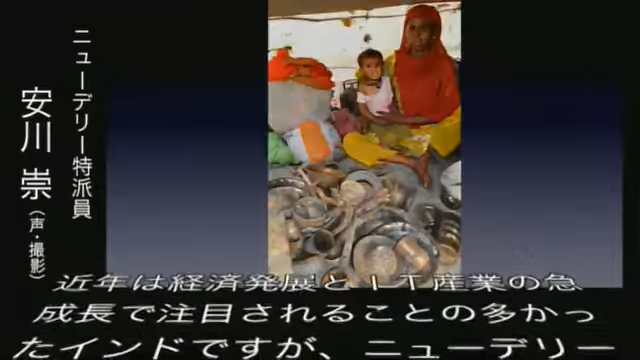 ニューデリー特派員
安川 崇
（声・撮影）
近年は経済発展とＩＴ産業の急
成長で注目されることの多かっ
たインドですが、ニューデリー